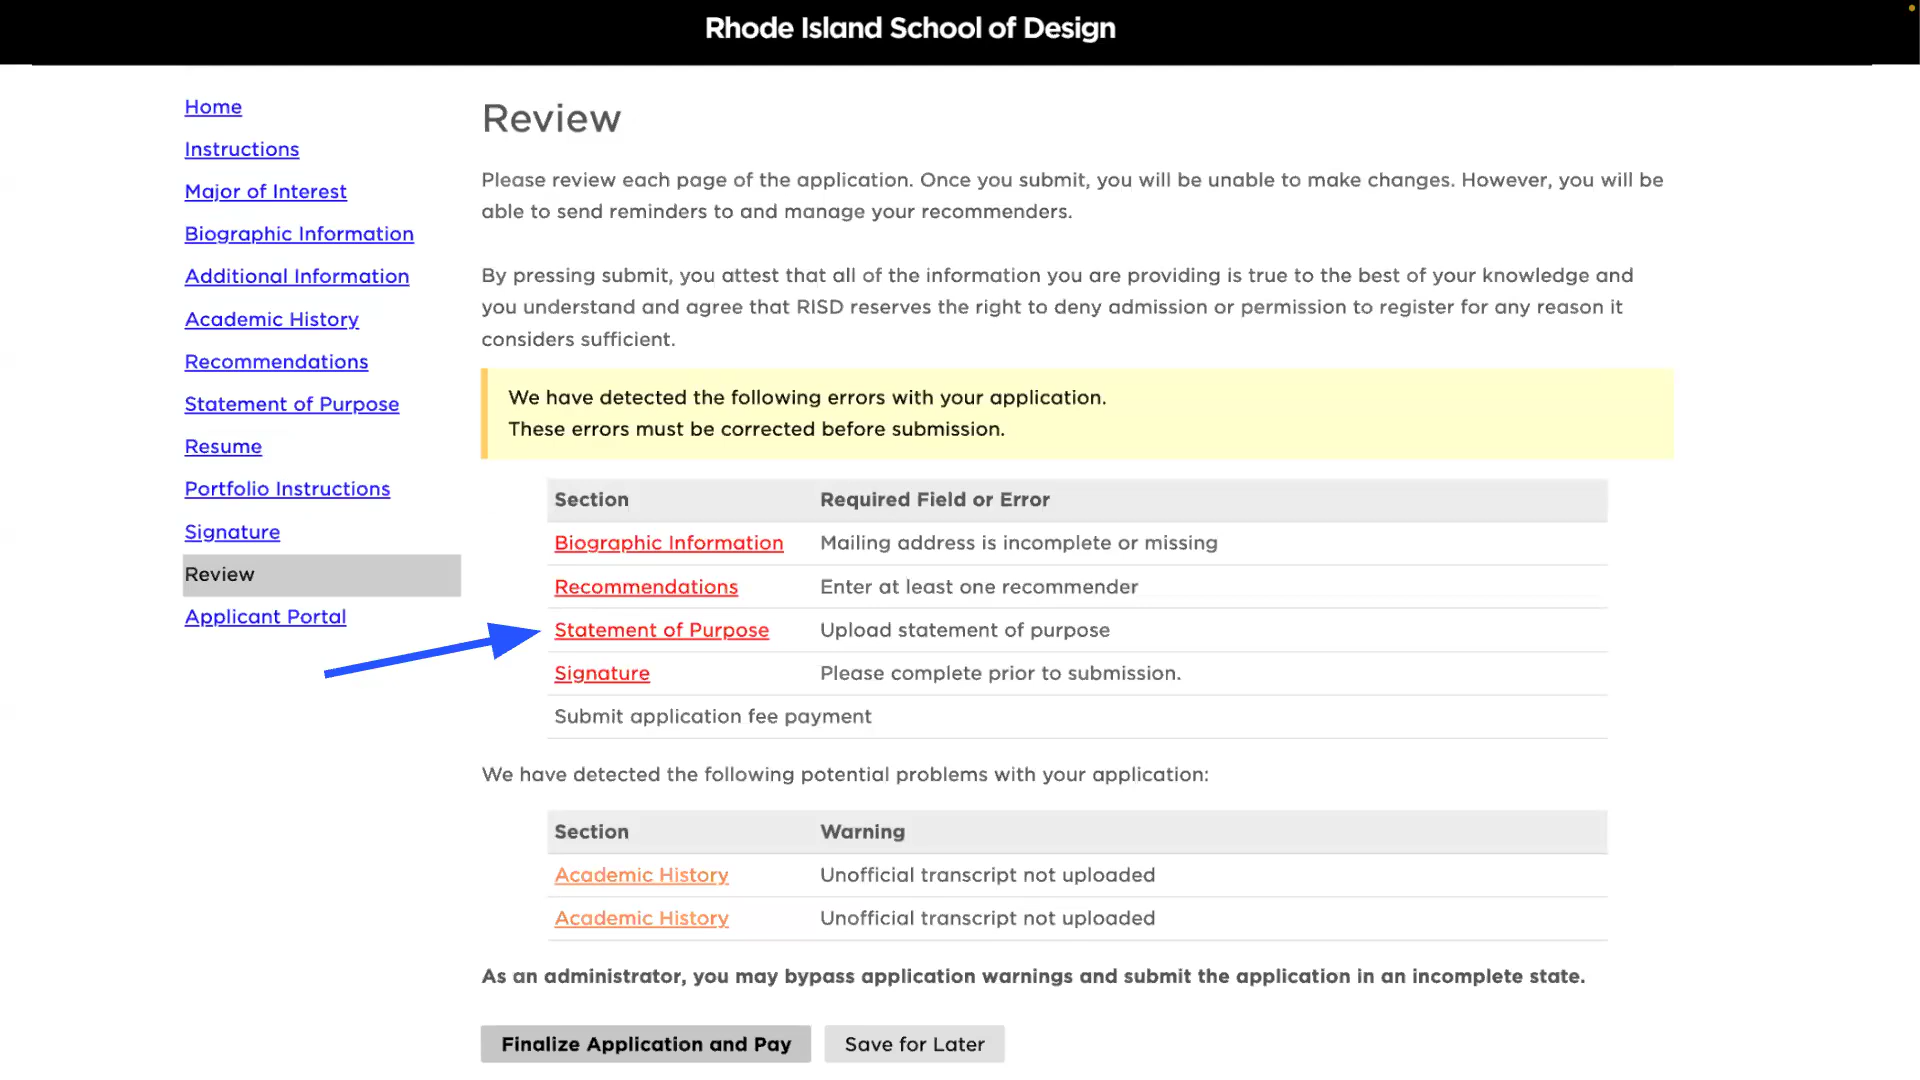 Rhode Island School of Design
Home
Instructions
Major of Interest
Biographic Information
Additional Information
Academic History
Recommendations
Statement of Purpose
Resume
Portfolio Instructions
Signature
Review
Applicant Portal
Review
Please review each page of the application. Once you submit, you will be unable to make changes. However, you will be
able to send reminders to and manage your recommenders.
By pressing submit, you attest that all of the information you are providing is true to the best of your knowledge and
you understand and agree that RISD reserves the right to deny admission or permission to register for any reason it
considers sufficient.
We have detected the following errors with your application.
These errors must be corrected before submission.
Section Required Field or Error
Biographic Information Mailing address is incomplete or missing
Recommendations Enter at least one recommender
Statement of Purpose Upload statement of purpose
Signature Please complete prior to submission.
Submit application fee payment
We have detected the following potential problems with your application:
Section Warning
Academic History Unofficial transcript not uploaded
Academic History Unofficial transcript not uploaded
As an administrator, you may bypass application warnings and submit the application in an incomplete state.
Finalize Application and Pay Save for Later